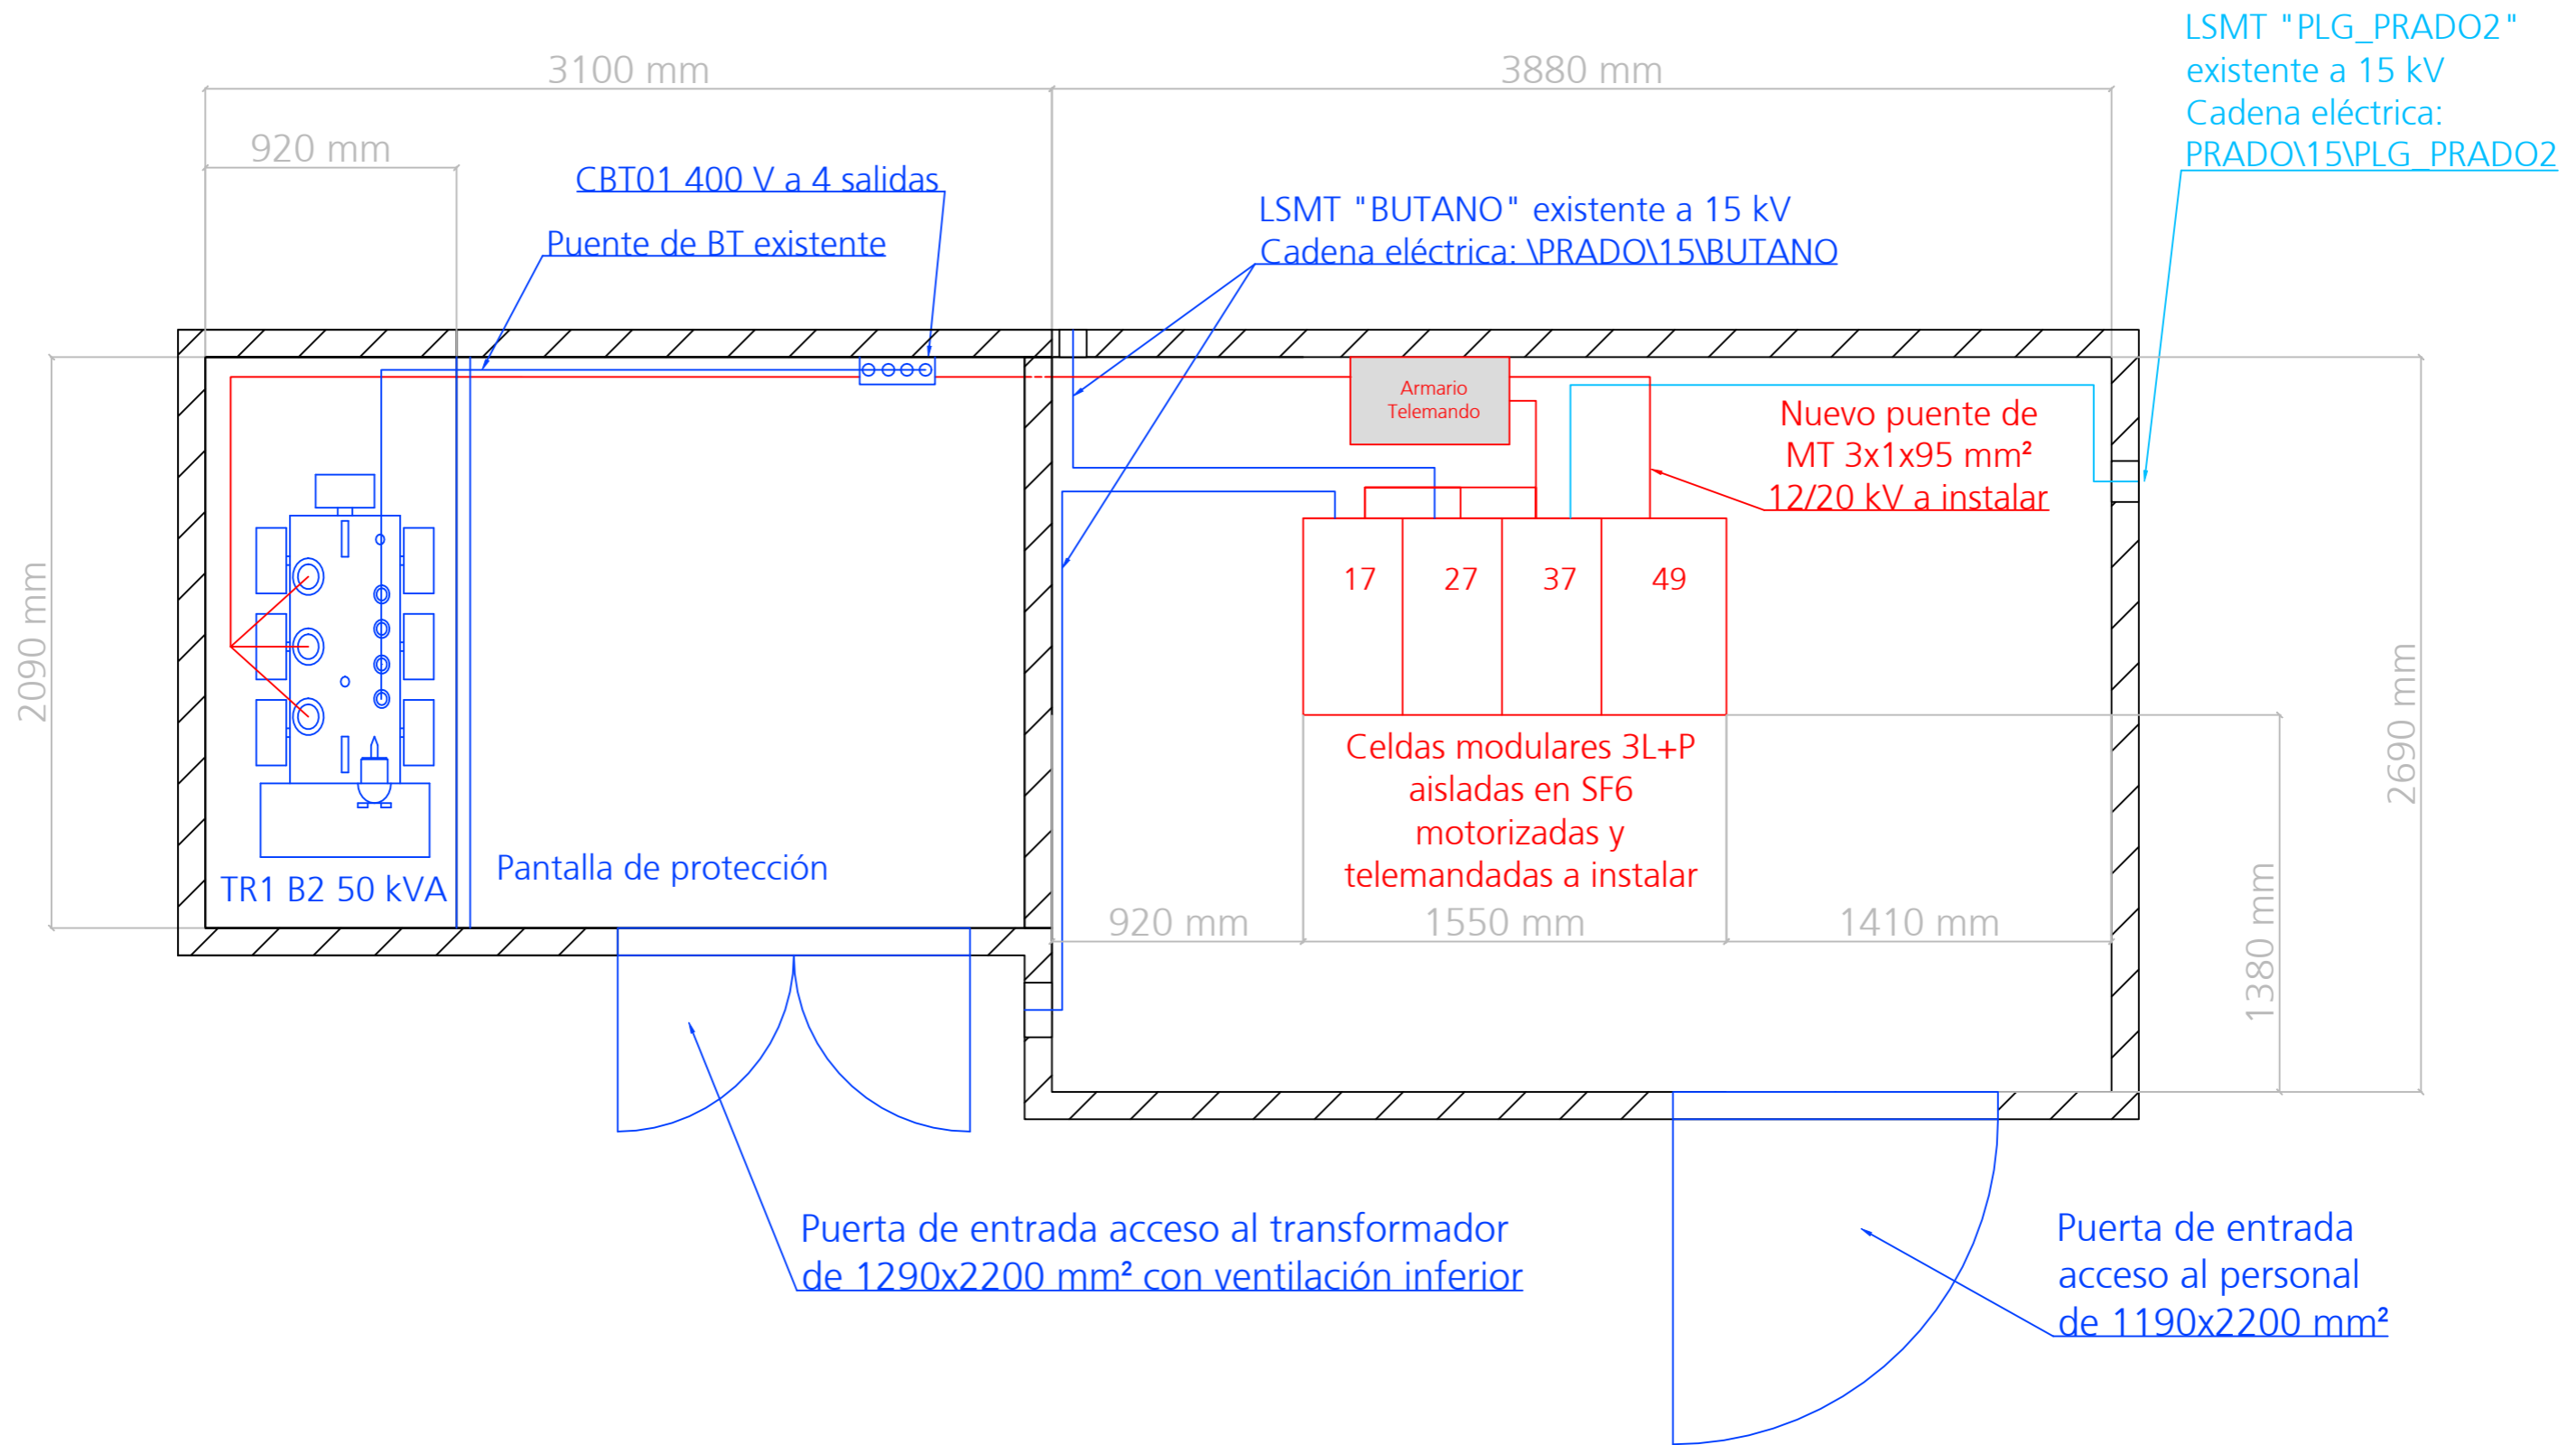 LSMT "PLG_PRADO2"
existente a 15 kV
Cadena eléctrica:
PRADO\15\PLG_PRADO2
3100 mm
3880 mm
920 mm
CBT01 400 V a 4 salidas
Puente de BT existente
LSMT "BUTANO" existente a 15 kV
Cadena eléctrica: \PRADO\15\BUTANO
Armario
Telemando
Nuevo puente de
MT 3x1x95 mm²
12/20 kV a instalar
17
27
37
49
2090 mm
2690 mm
Celdas modulares 3L+P
aisladas en SF6
motorizadas y
telemandadas a instalar
Pantalla de protección
TR1 B2 50 kVA
920 mm
1550 mm
1410 mm
1380 mm
Puerta de entrada acceso al transformador
de 1290x2200 mm² con ventilación inferior
Puerta de entrada
acceso al personal
de 1190x2200 mm²